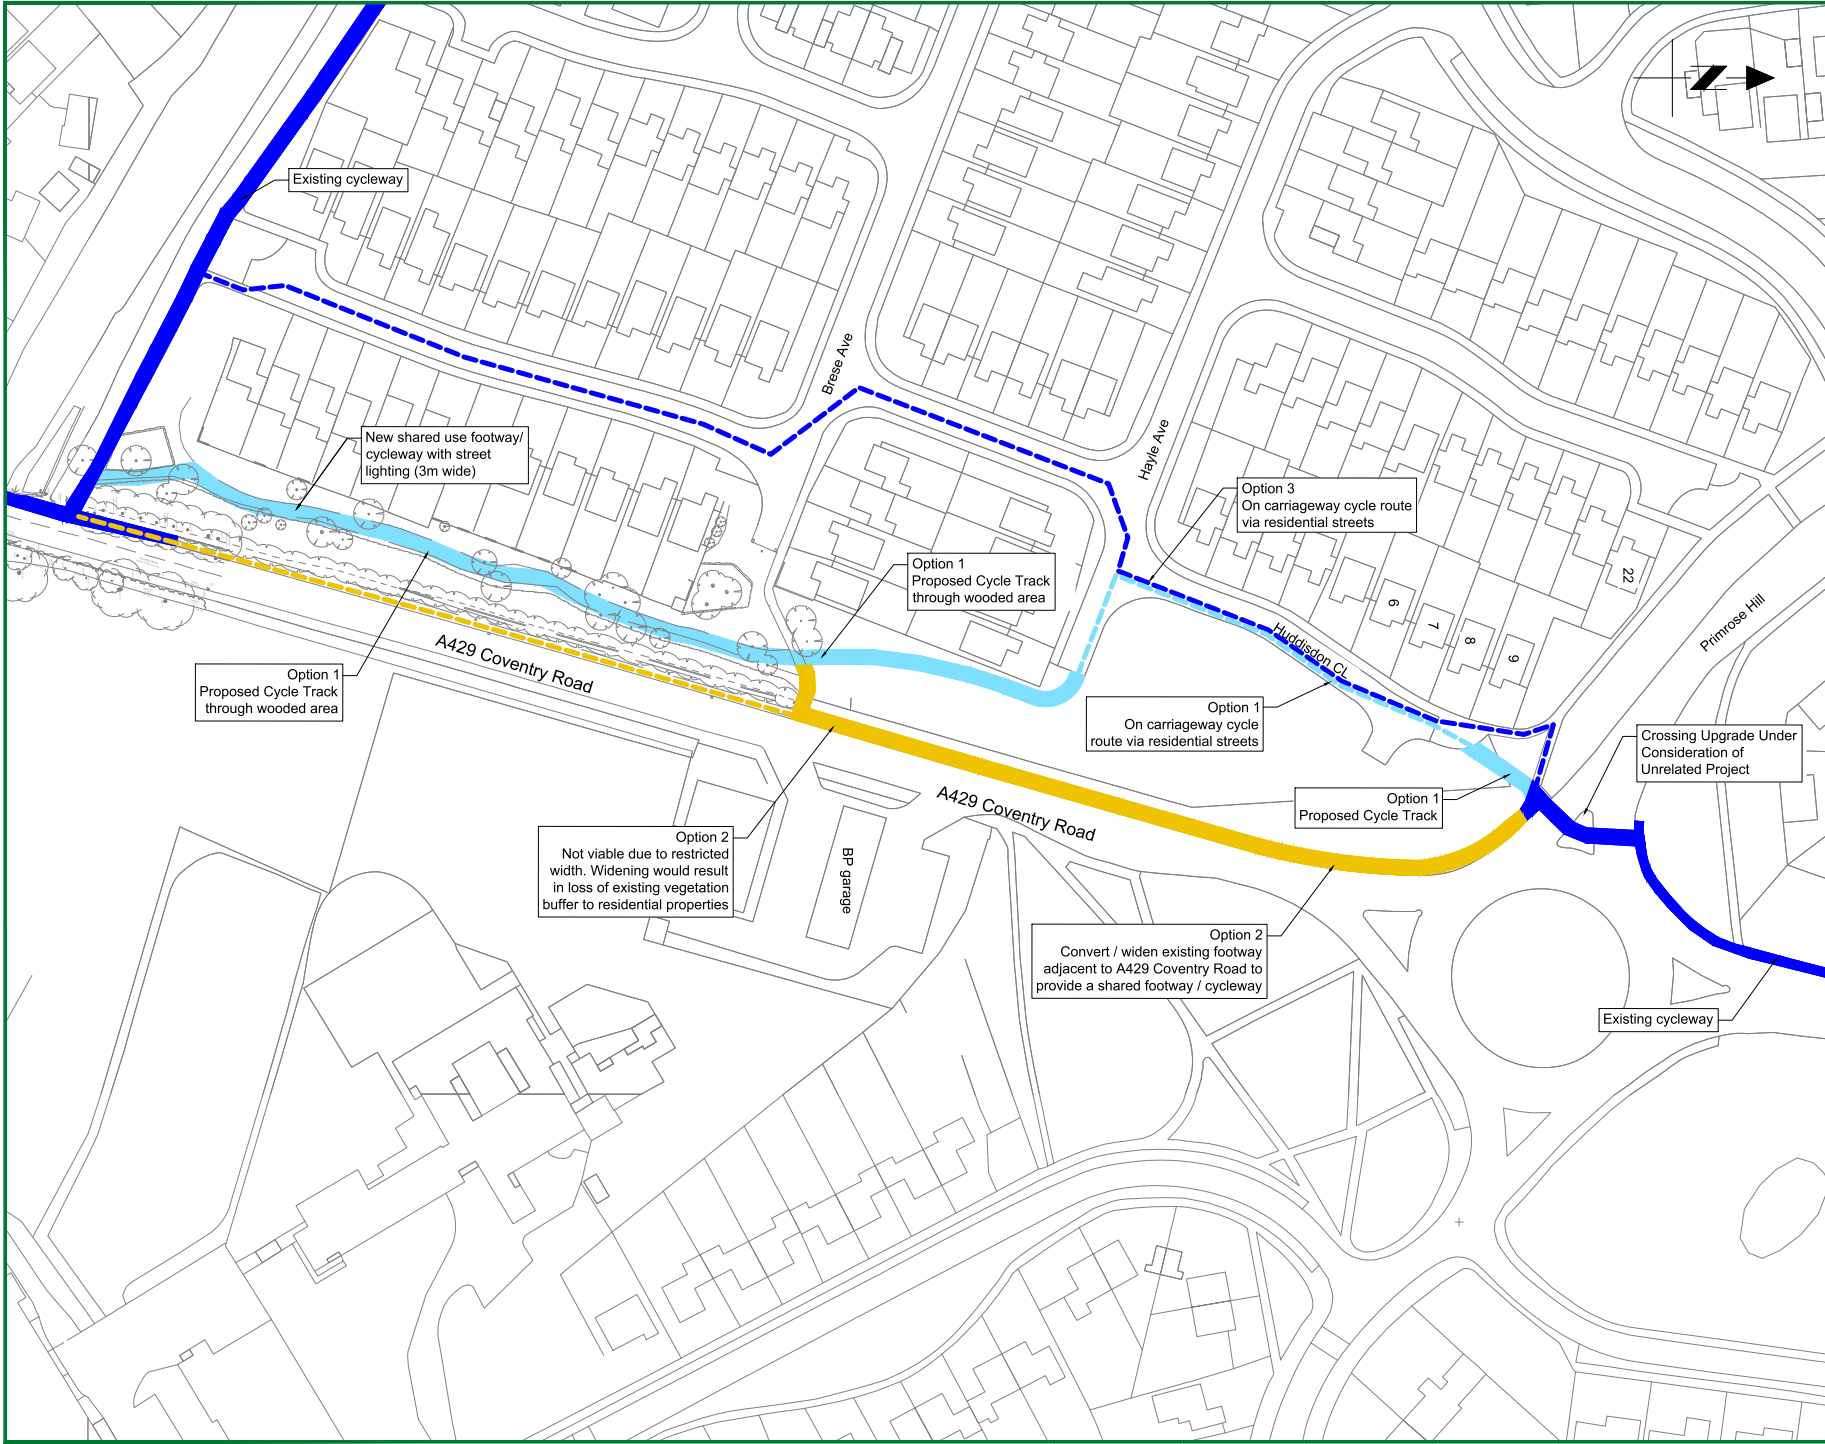 Existing cycleway
Brese Ave
Hayle Ave
New shared use footway/
cycleway with street
lighting (3m wide)
Option 3
On carriageway cycle route
via residential streets
Option 1
Proposed Cycle Track
through wooded area
22
6
7
8
9
Primrose Hill
Huddisdon CL
A429 Coventry Road
Option 1
Proposed Cycle Track
through wooded area
Option 1
On carriageway cycle
route via residential streets
Crossing Upgrade Under
Consideration of
Unrelated Project
Option 1
Proposed Cycle Track
A429 Coventry Road
Option 2
Not viable due to restricted
width. Widening would result
in loss of existing vegetation
buffer to residential properties
BP garage
Option 2
Convert / widen existing footway
adjacent to A429 Coventry Road to
provide a shared footway / cycleway
Existing cycleway